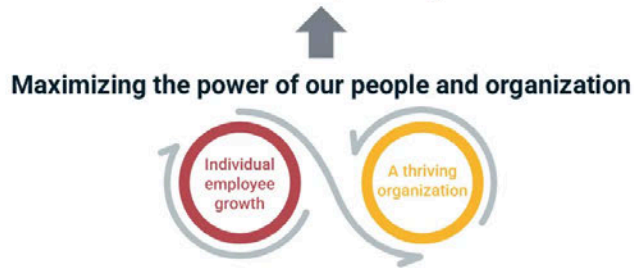 Maximizing the power of our people and organization
Individual
employee
growth
A thriving
organization